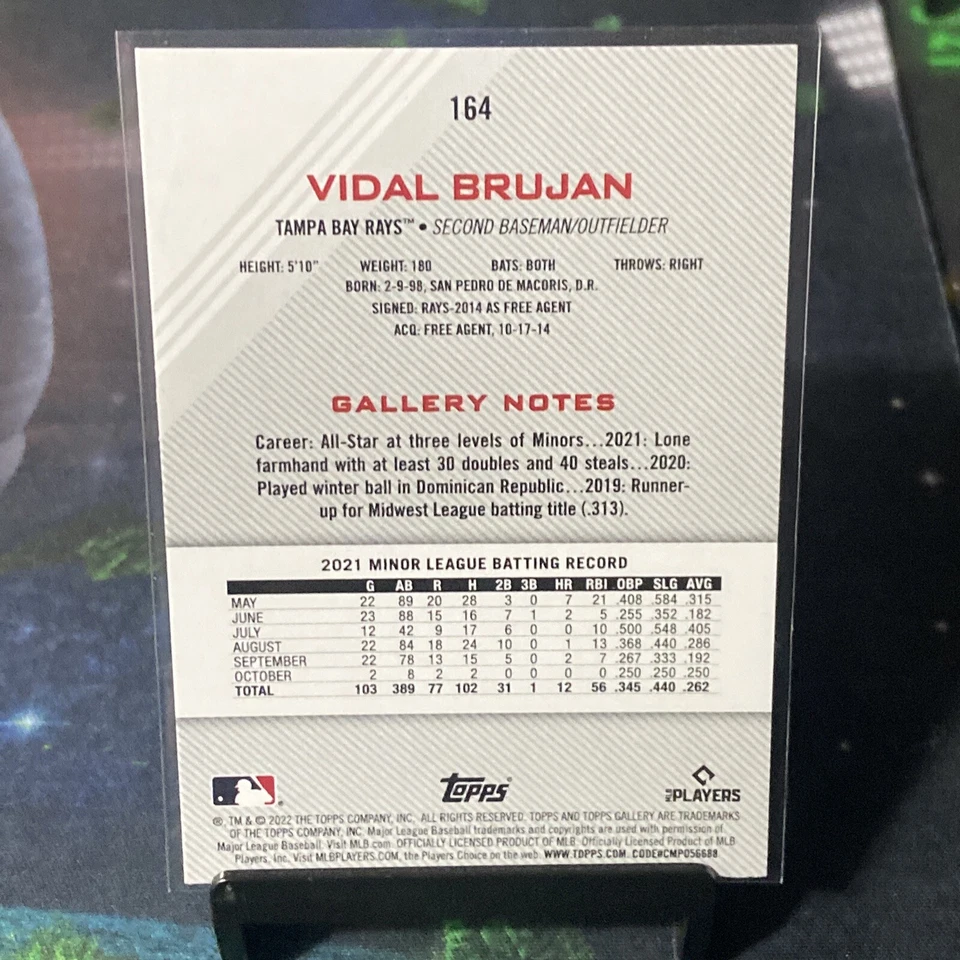 164
VIDAL BRUJAN
TAMPA BAY RAYS™ • SECOND BASEMAN/OUTFIELDER
HEIGHT: 5'10" WEIGHT: 180 BATS: BOTH THROWS: RIGHT
BORN: 2-9-98, SAN PEDRO DE MACORIS, D.R.
SIGNED: RAYS-2014 AS FREE AGENT
ACQ: FREE AGENT, 10-17-14
GALLERY NOTES
Career: All-Star at three levels of Minors...2021: Lone
farmhand with at least 30 doubles and 40 steals...2020:
Played winter ball in Dominican Republic...2019: Runner-
up for Midwest League batting title (.313).
2021 MINOR LEAGUE BATTING RECORD
G AB R H 2B 3B HR RBI OBP SLG AVG
MAY 22 89 20 28 3 0 7 21 .408 .584 .315
JUNE 23 88 15 16 7 1 2 5 .255 .352 .182
JULY 12 42 9 17 6 0 0 10 .500 .548 .405
AUGUST 22 84 18 24 10 0 1 13 .368 .440 .286
SEPTEMBER 22 78 13 15 5 0 2 7 .267 .333 .192
OCTOBER 2 8 2 2 0 0 0 0 .250 .250 .250
TOTAL 103 389 77 102 31 1 12 56 .345 .440 .262
TOPPS®
MLB PLAYERS
®, TM & © 2022 THE TOPPS COMPANY, INC. ALL RIGHTS RESERVED. TOPPS AND TOPPS GALLERY ARE TRADEMARKS
OF THE TOPPS COMPANY, INC. Major League Baseball trademarks and copyrights are used with permission of
Major League Baseball. Visit MLB.com. OFFICIALLY LICENSED PRODUCT OF MLB Officially Licensed Product of MLB
Players, Inc. Visit MLBPLAYERS.COM, the Players Choice on the web. WWW.TOPPS.COM. CODE#CMP056688